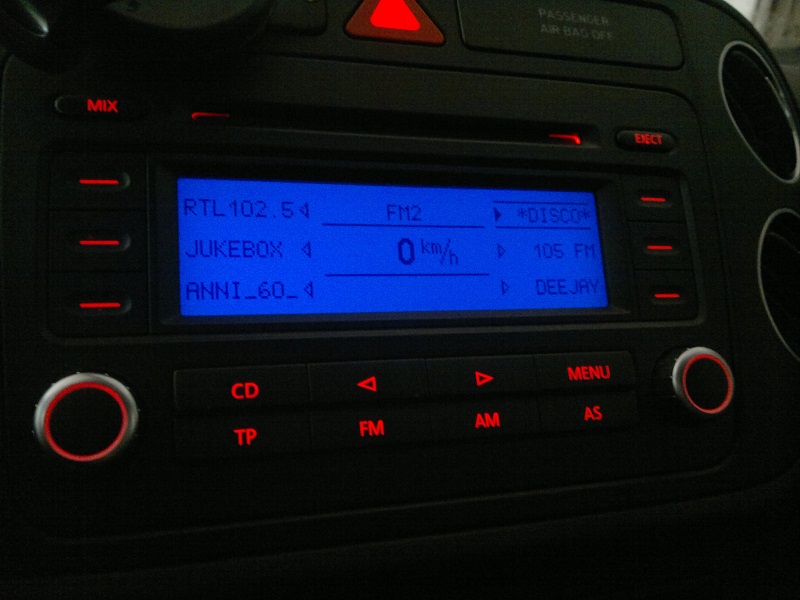 PASSENGER
AIR BAG OFF
MIX
EJECT
RTL102.5 FM2 *DISCO*
JUKEBOX 0 km/h 105 FM
ANNI_60_ DEEJAY
CD MENU
TP FM AM AS